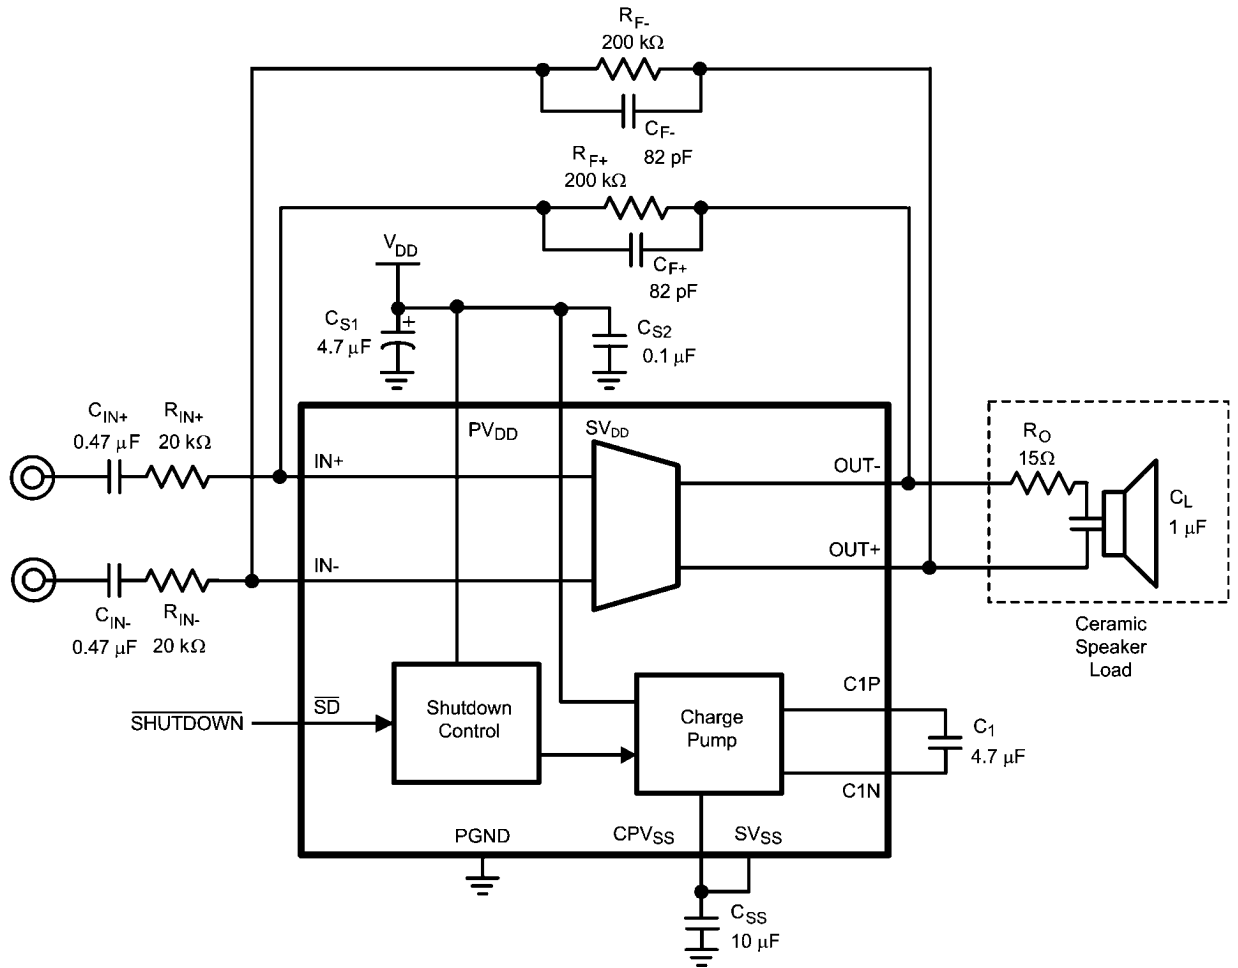 RF-
200 kΩ
CF-
82 pF
RF+
200 kΩ
CF+
82 pF
VDD
CS1
4.7 µF
+
CS2
0.1 µF
CIN+
0.47 µF
RIN+
20 kΩ
PVDD
SVDD
IN+
OUT-
RO
15Ω
CL
1 µF
IN-
OUT+
CIN-
0.47 µF
RIN-
20 kΩ
Ceramic
Speaker
Load
SHUTDOWN
SD
Shutdown
Control
Charge
Pump
C1P
C1
4.7 µF
C1N
PGND
CPVSS
SVSS
CSS
10 µF